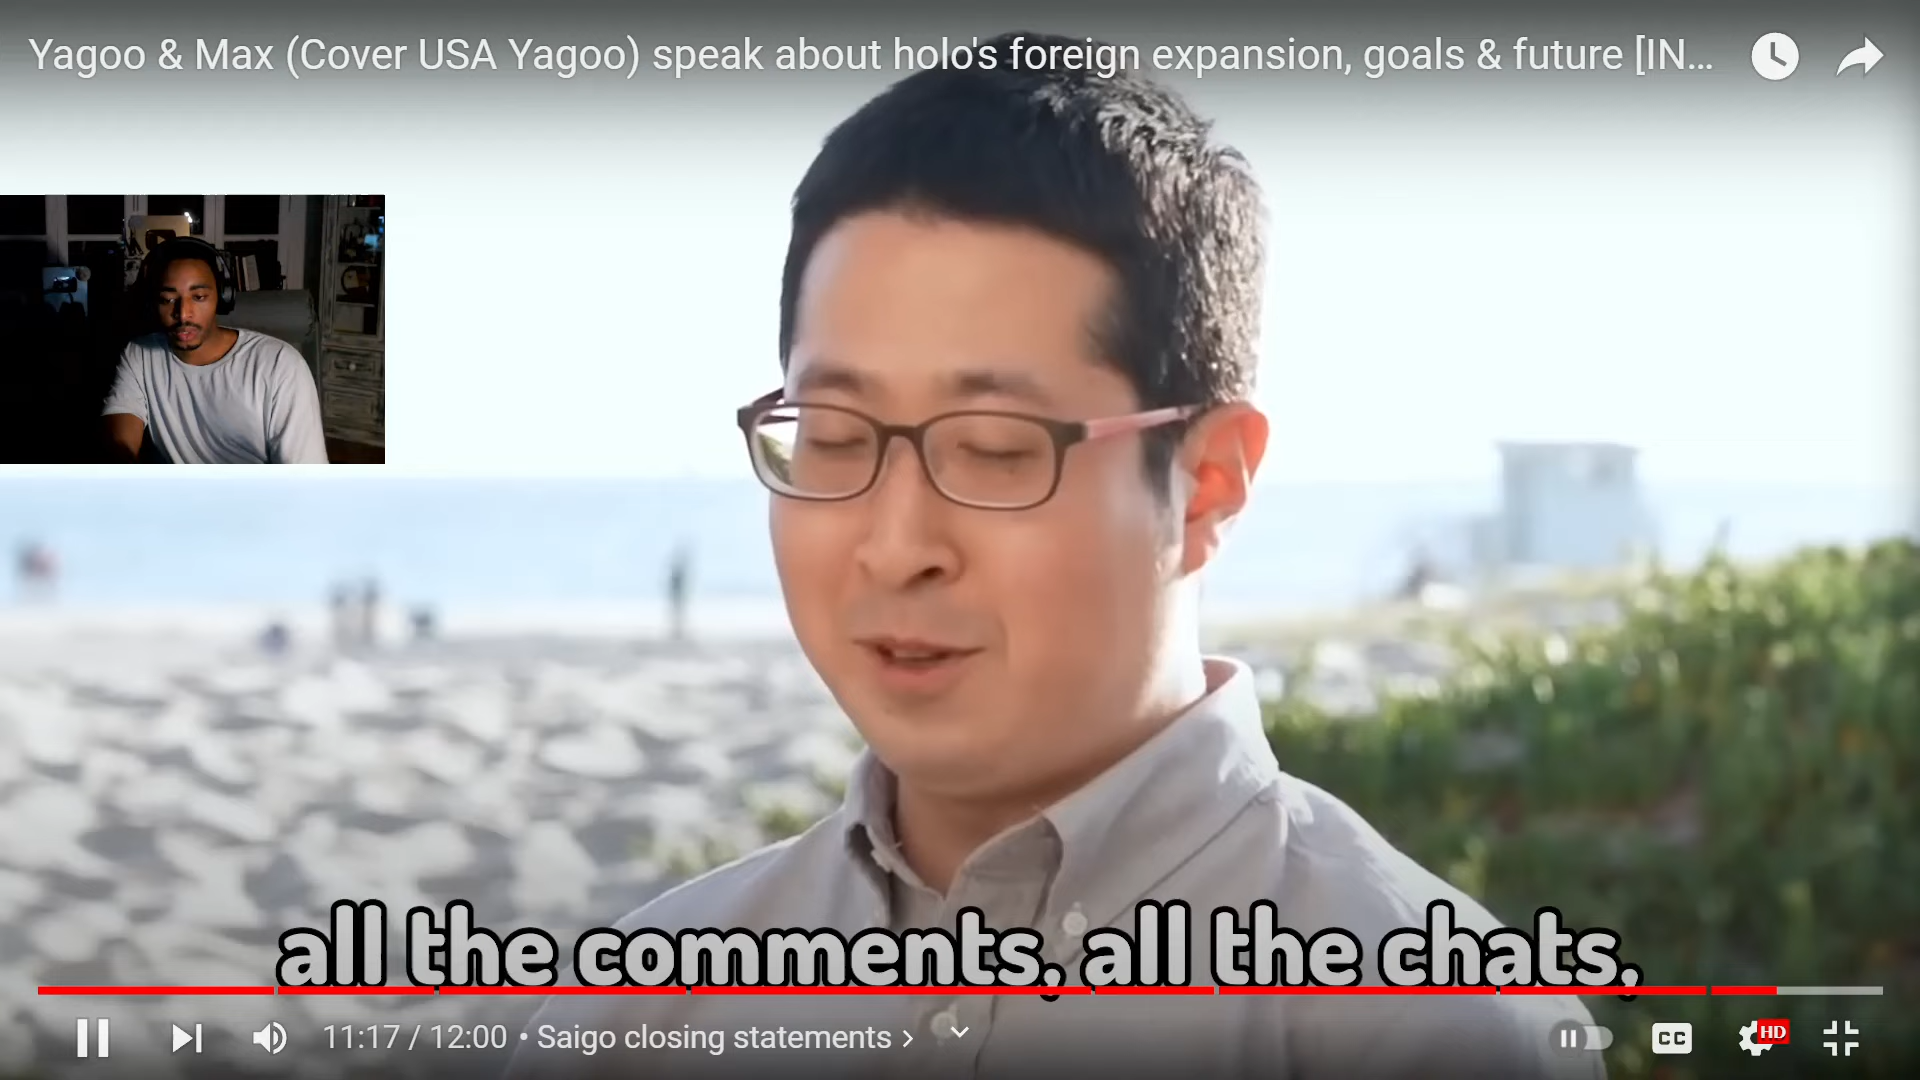 Yagoo & Max (Cover USA Yagoo) speak about holo's foreign expansion, goals & future [IN...
all the comments, all the chats,
11:17 / 12:00 • Saigo closing statements
CC
HD